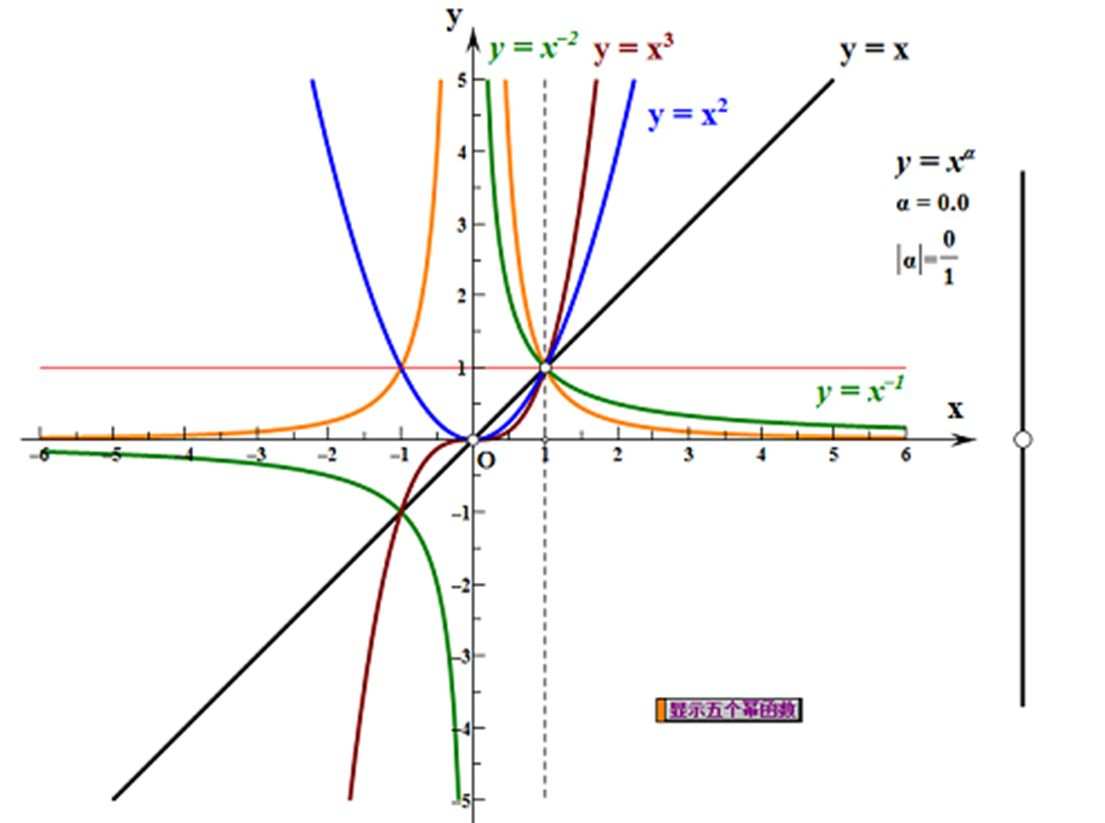 y
y = x⁻² y = x³ y = x
y = x²
y = xᵅ
α = 0.0
|α|=0/1
y = x⁻¹
x
O
5
4
3
2
1
−1
−2
−3
−4
−5
−6 −5 −4 −3 −2 −1 1 2 3 4 5 6
显示五个幂函数